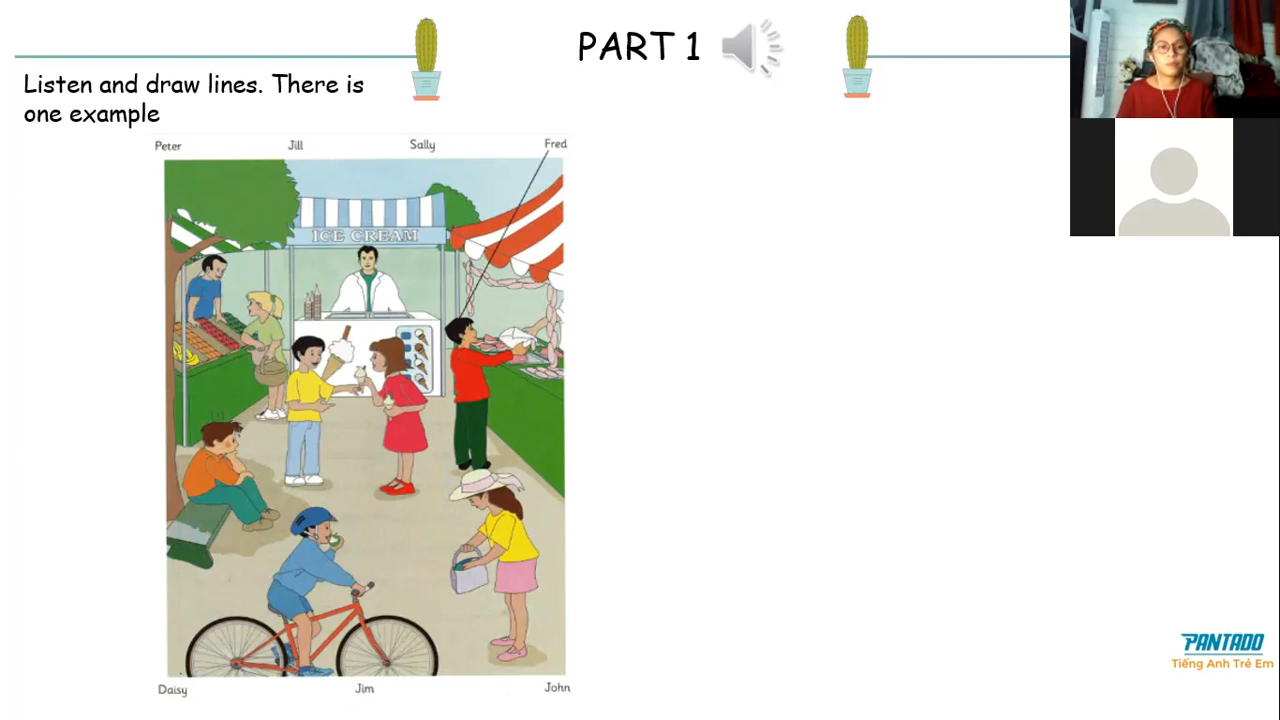 PART 1
Listen and draw lines. There is
one example
Peter Jill Sally Fred
ICE CREAM
Daisy Jim John
PANTADO
Tiếng Anh Trẻ Em